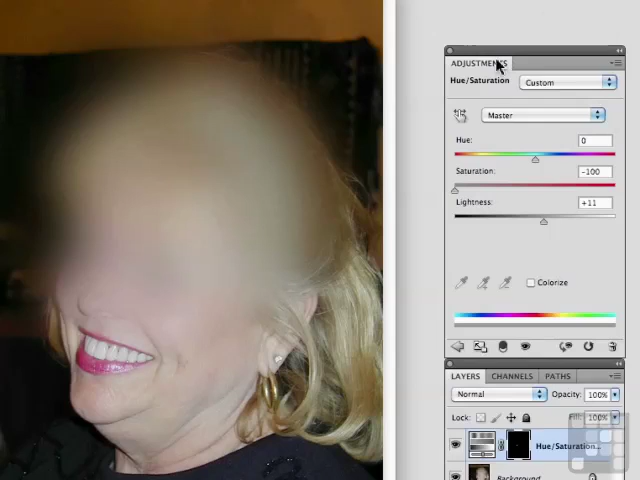 ADJUSTMENTS
Hue/Saturation Custom
Master
Hue: 0
Saturation: -100
Lightness: +11
Colorize
LAYERS CHANNELS PATHS
Normal Opacity: 100%
Lock: Fill: 100%
Hue/Saturation...
Background